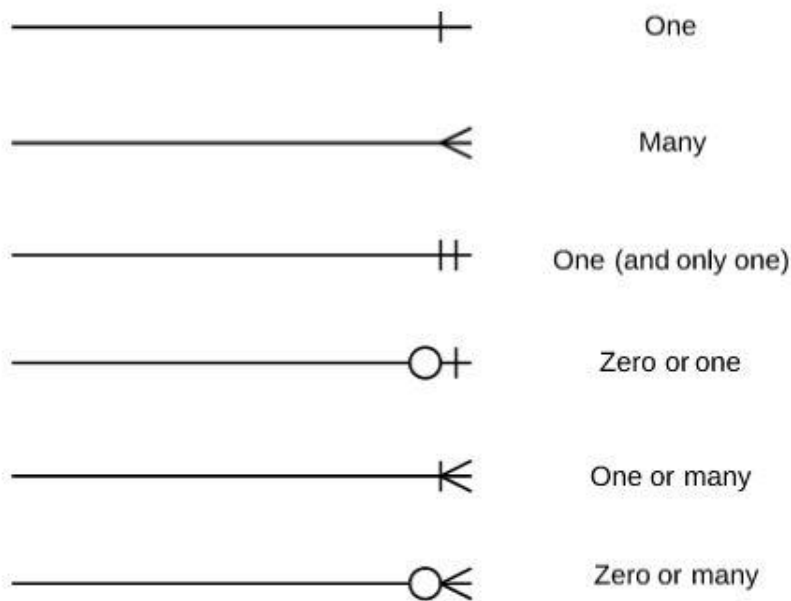 One
Many
One (and only one)
Zero or one
One or many
Zero or many